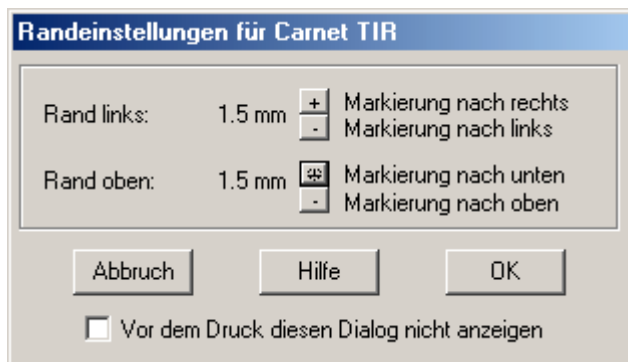 Randeinstellungen für Carnet TIR
Rand links: 1.5 mm + Markierung nach rechts
- Markierung nach links
Rand oben: 1.5 mm + Markierung nach unten
- Markierung nach oben
Abbruch Hilfe OK
Vor dem Druck diesen Dialog nicht anzeigen